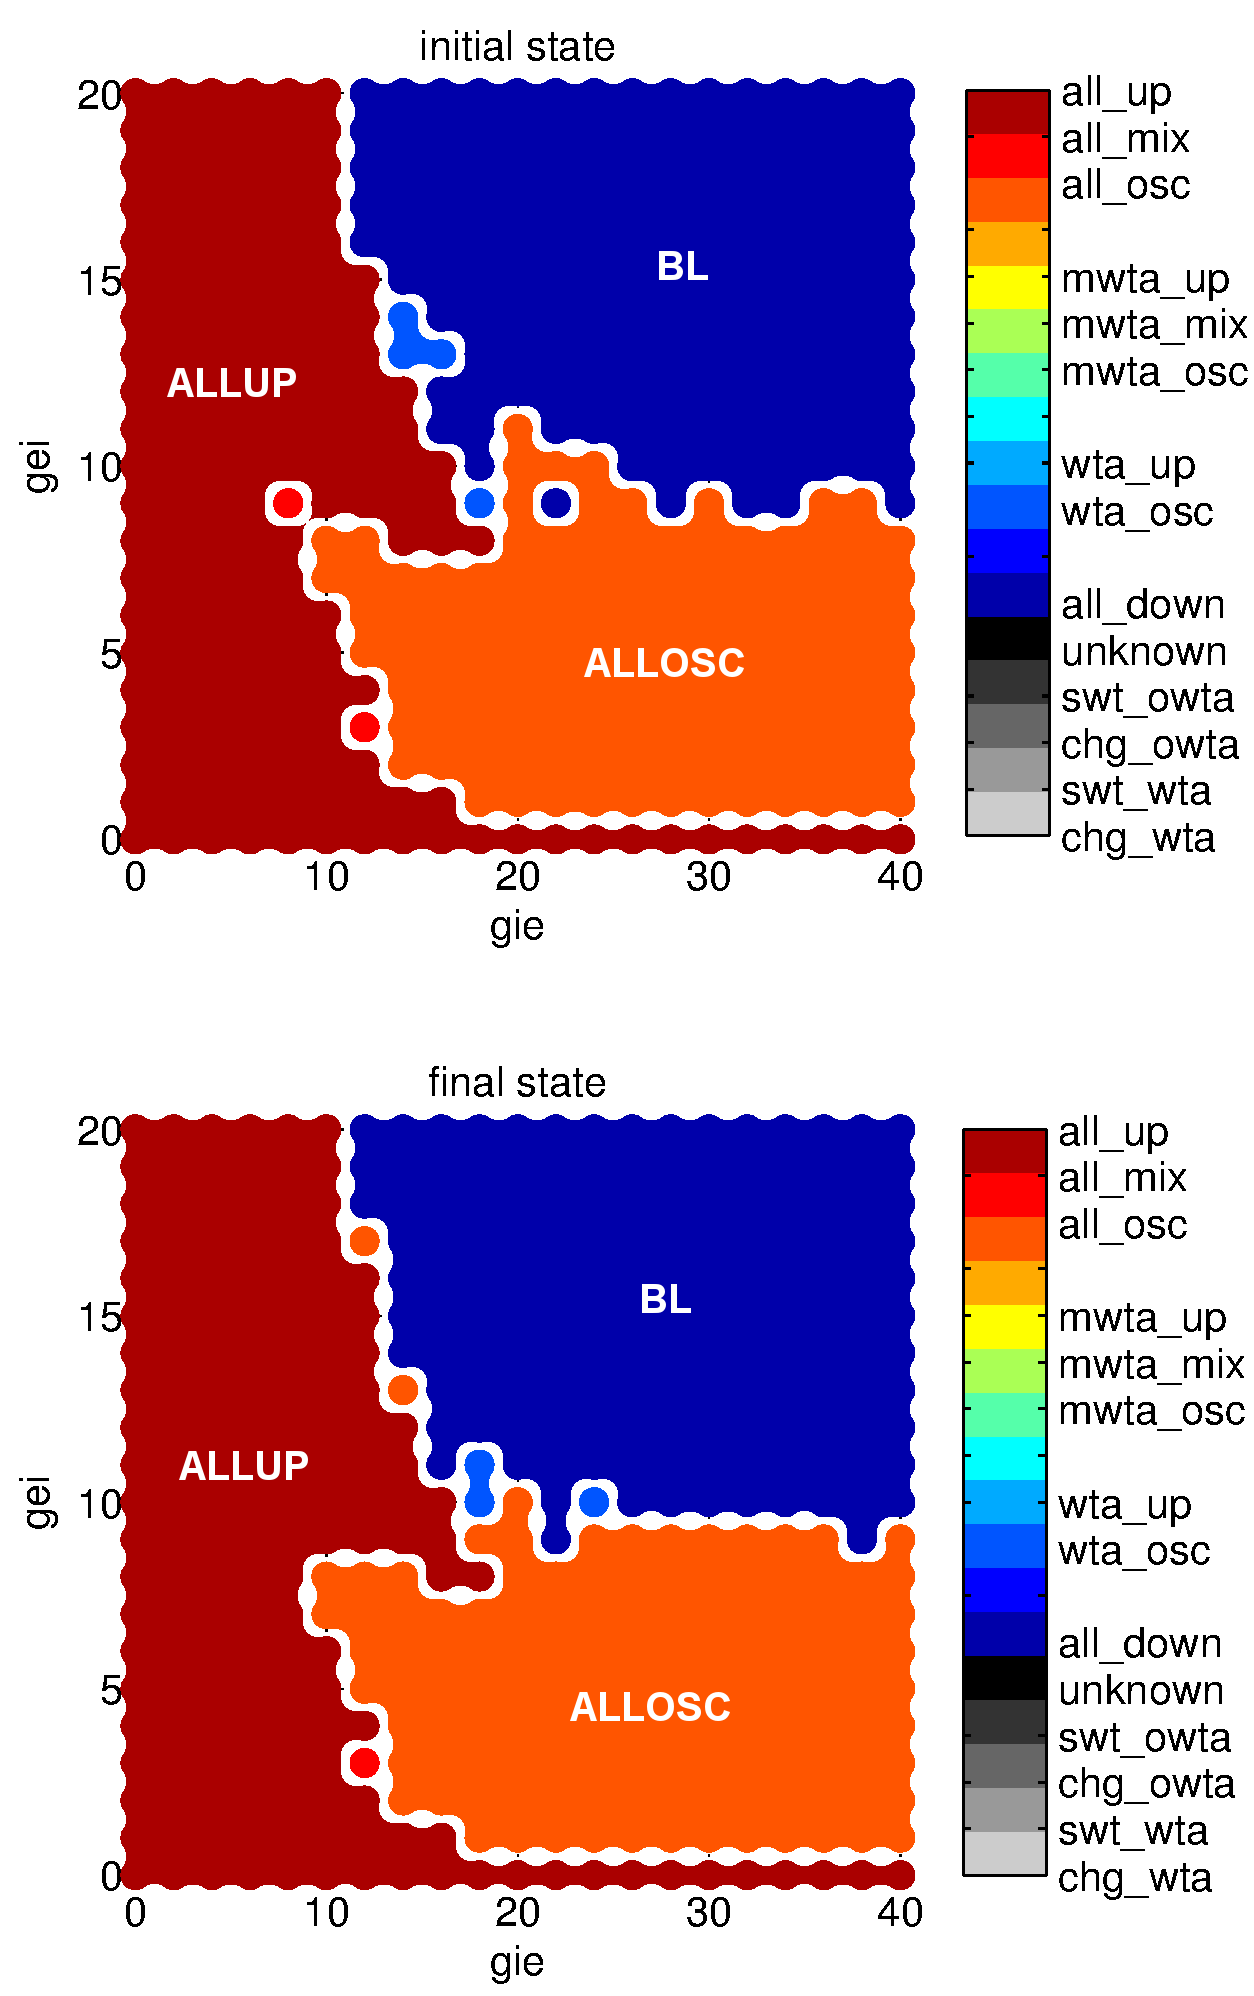 initial state
20
15
10
5
0
gei
ALLUP
BL
ALLOSC
0 10 20 30 40
gie
all_up
all_mix
all_osc
mwta_up
mwta_mix
mwta_osc
wta_up
wta_osc
all_down
unknown
swt_owta
chg_owta
swt_wta
chg_wta
final state
20
15
10
5
0
gei
BL
ALLUP
ALLOSC
0 10 20 30 40
gie
all_up
all_mix
all_osc
mwta_up
mwta_mix
mwta_osc
wta_up
wta_osc
all_down
unknown
swt_owta
chg_owta
swt_wta
chg_wta